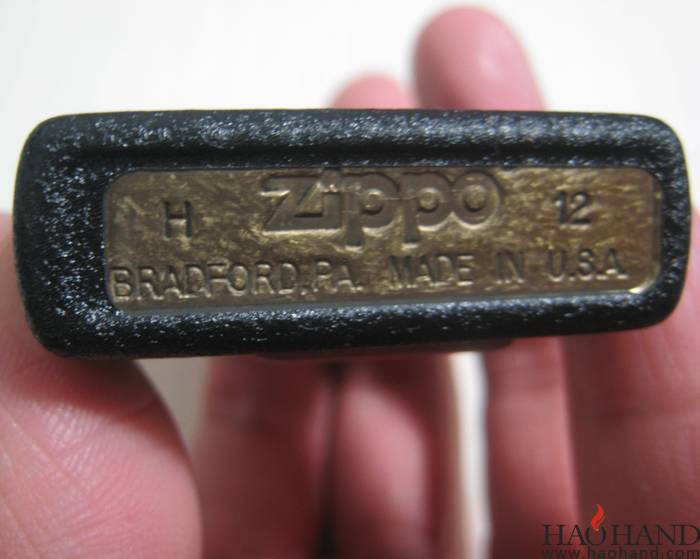 H zippo 12
BRADFORD,PA. MADE IN U.S.A.
HAOHAND
www.haohand.com